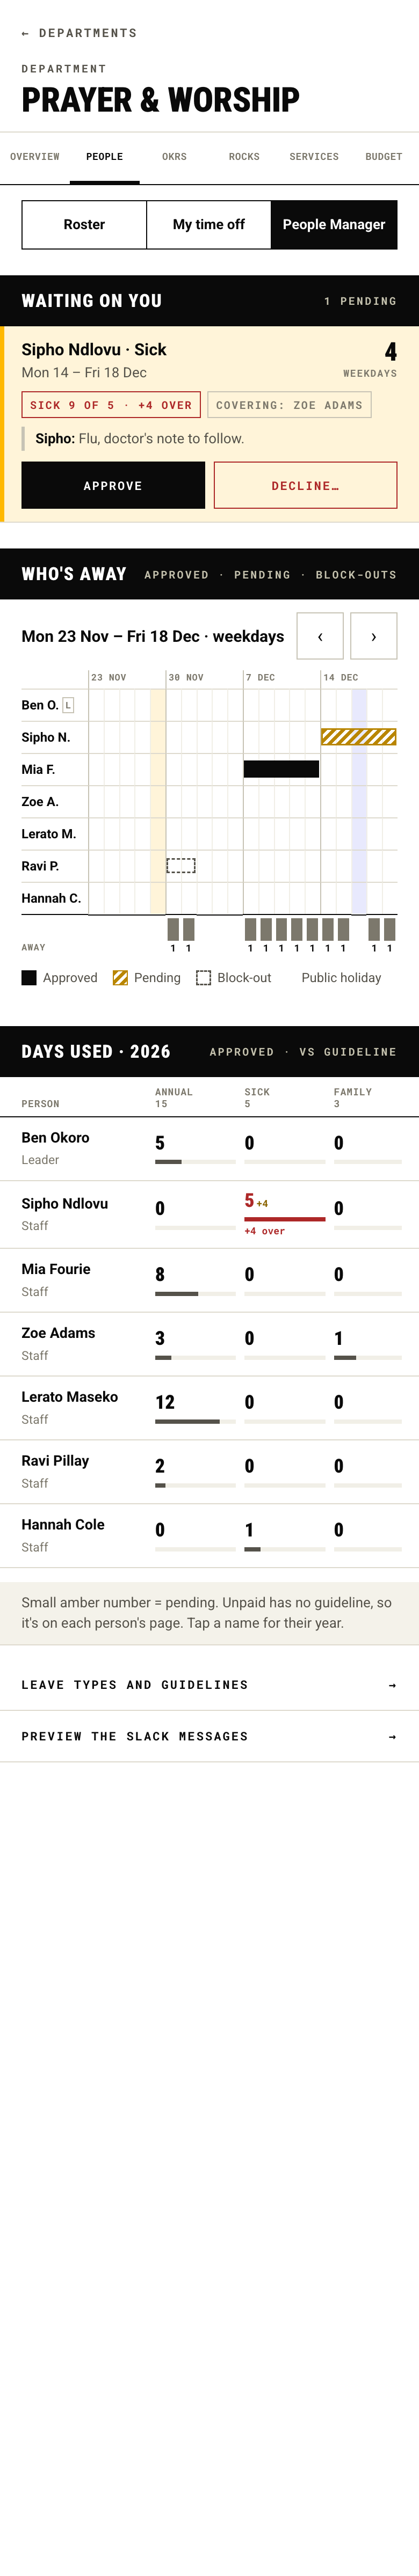 ← DEPARTMENTS
DEPARTMENT
PRAYER & WORSHIP
OVERVIEW PEOPLE OKRS ROCKS SERVICES BUDGET
Roster My time off People Manager
WAITING ON YOU 1 PENDING
Sipho Ndlovu · Sick 4
Mon 14 – Fri 18 Dec WEEKDAYS
SICK 9 OF 5 · +4 OVER COVERING: ZOE ADAMS
Sipho: Flu, doctor's note to follow.
APPROVE DECLINE…
WHO'S AWAY APPROVED · PENDING · BLOCK-OUTS
Mon 23 Nov – Fri 18 Dec · weekdays ‹ ›
23 NOV 30 NOV 7 DEC 14 DEC
Ben O. L
Sipho N.
Mia F.
Zoe A.
Lerato M.
Ravi P.
Hannah C.
AWAY 1 1 1 1 1 1 1 1 1 1 1
Approved Pending Block-out Public holiday
DAYS USED · 2026 APPROVED · VS GUIDELINE
ANNUAL SICK FAMILY
PERSON 15 5 3
Ben Okoro 5 0 0
Leader
Sipho Ndlovu 0 5 +4 0
Staff +4 over
Mia Fourie 8 0 0
Staff
Zoe Adams 3 0 1
Staff
Lerato Maseko 12 0 0
Staff
Ravi Pillay 2 0 0
Staff
Hannah Cole 0 1 0
Staff
Small amber number = pending. Unpaid has no guideline, so
it's on each person's page. Tap a name for their year.
LEAVE TYPES AND GUIDELINES →
PREVIEW THE SLACK MESSAGES →